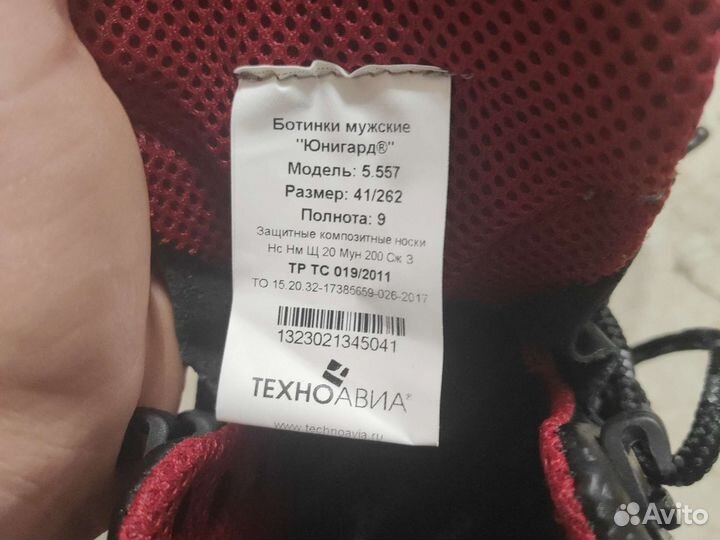 Ботинки мужские
"Юнигард®"
Модель: 5.557
Размер: 41/262
Полнота: 9
Защитные композитные носки
Нс Нм Щ 20 Мун 200 Сж З
ТР ТС 019/2011
ТО 15.20.32-17385659-026-2017
1323021345041
ТЕХНОАВИА®
www.technoavia.ru
Avito